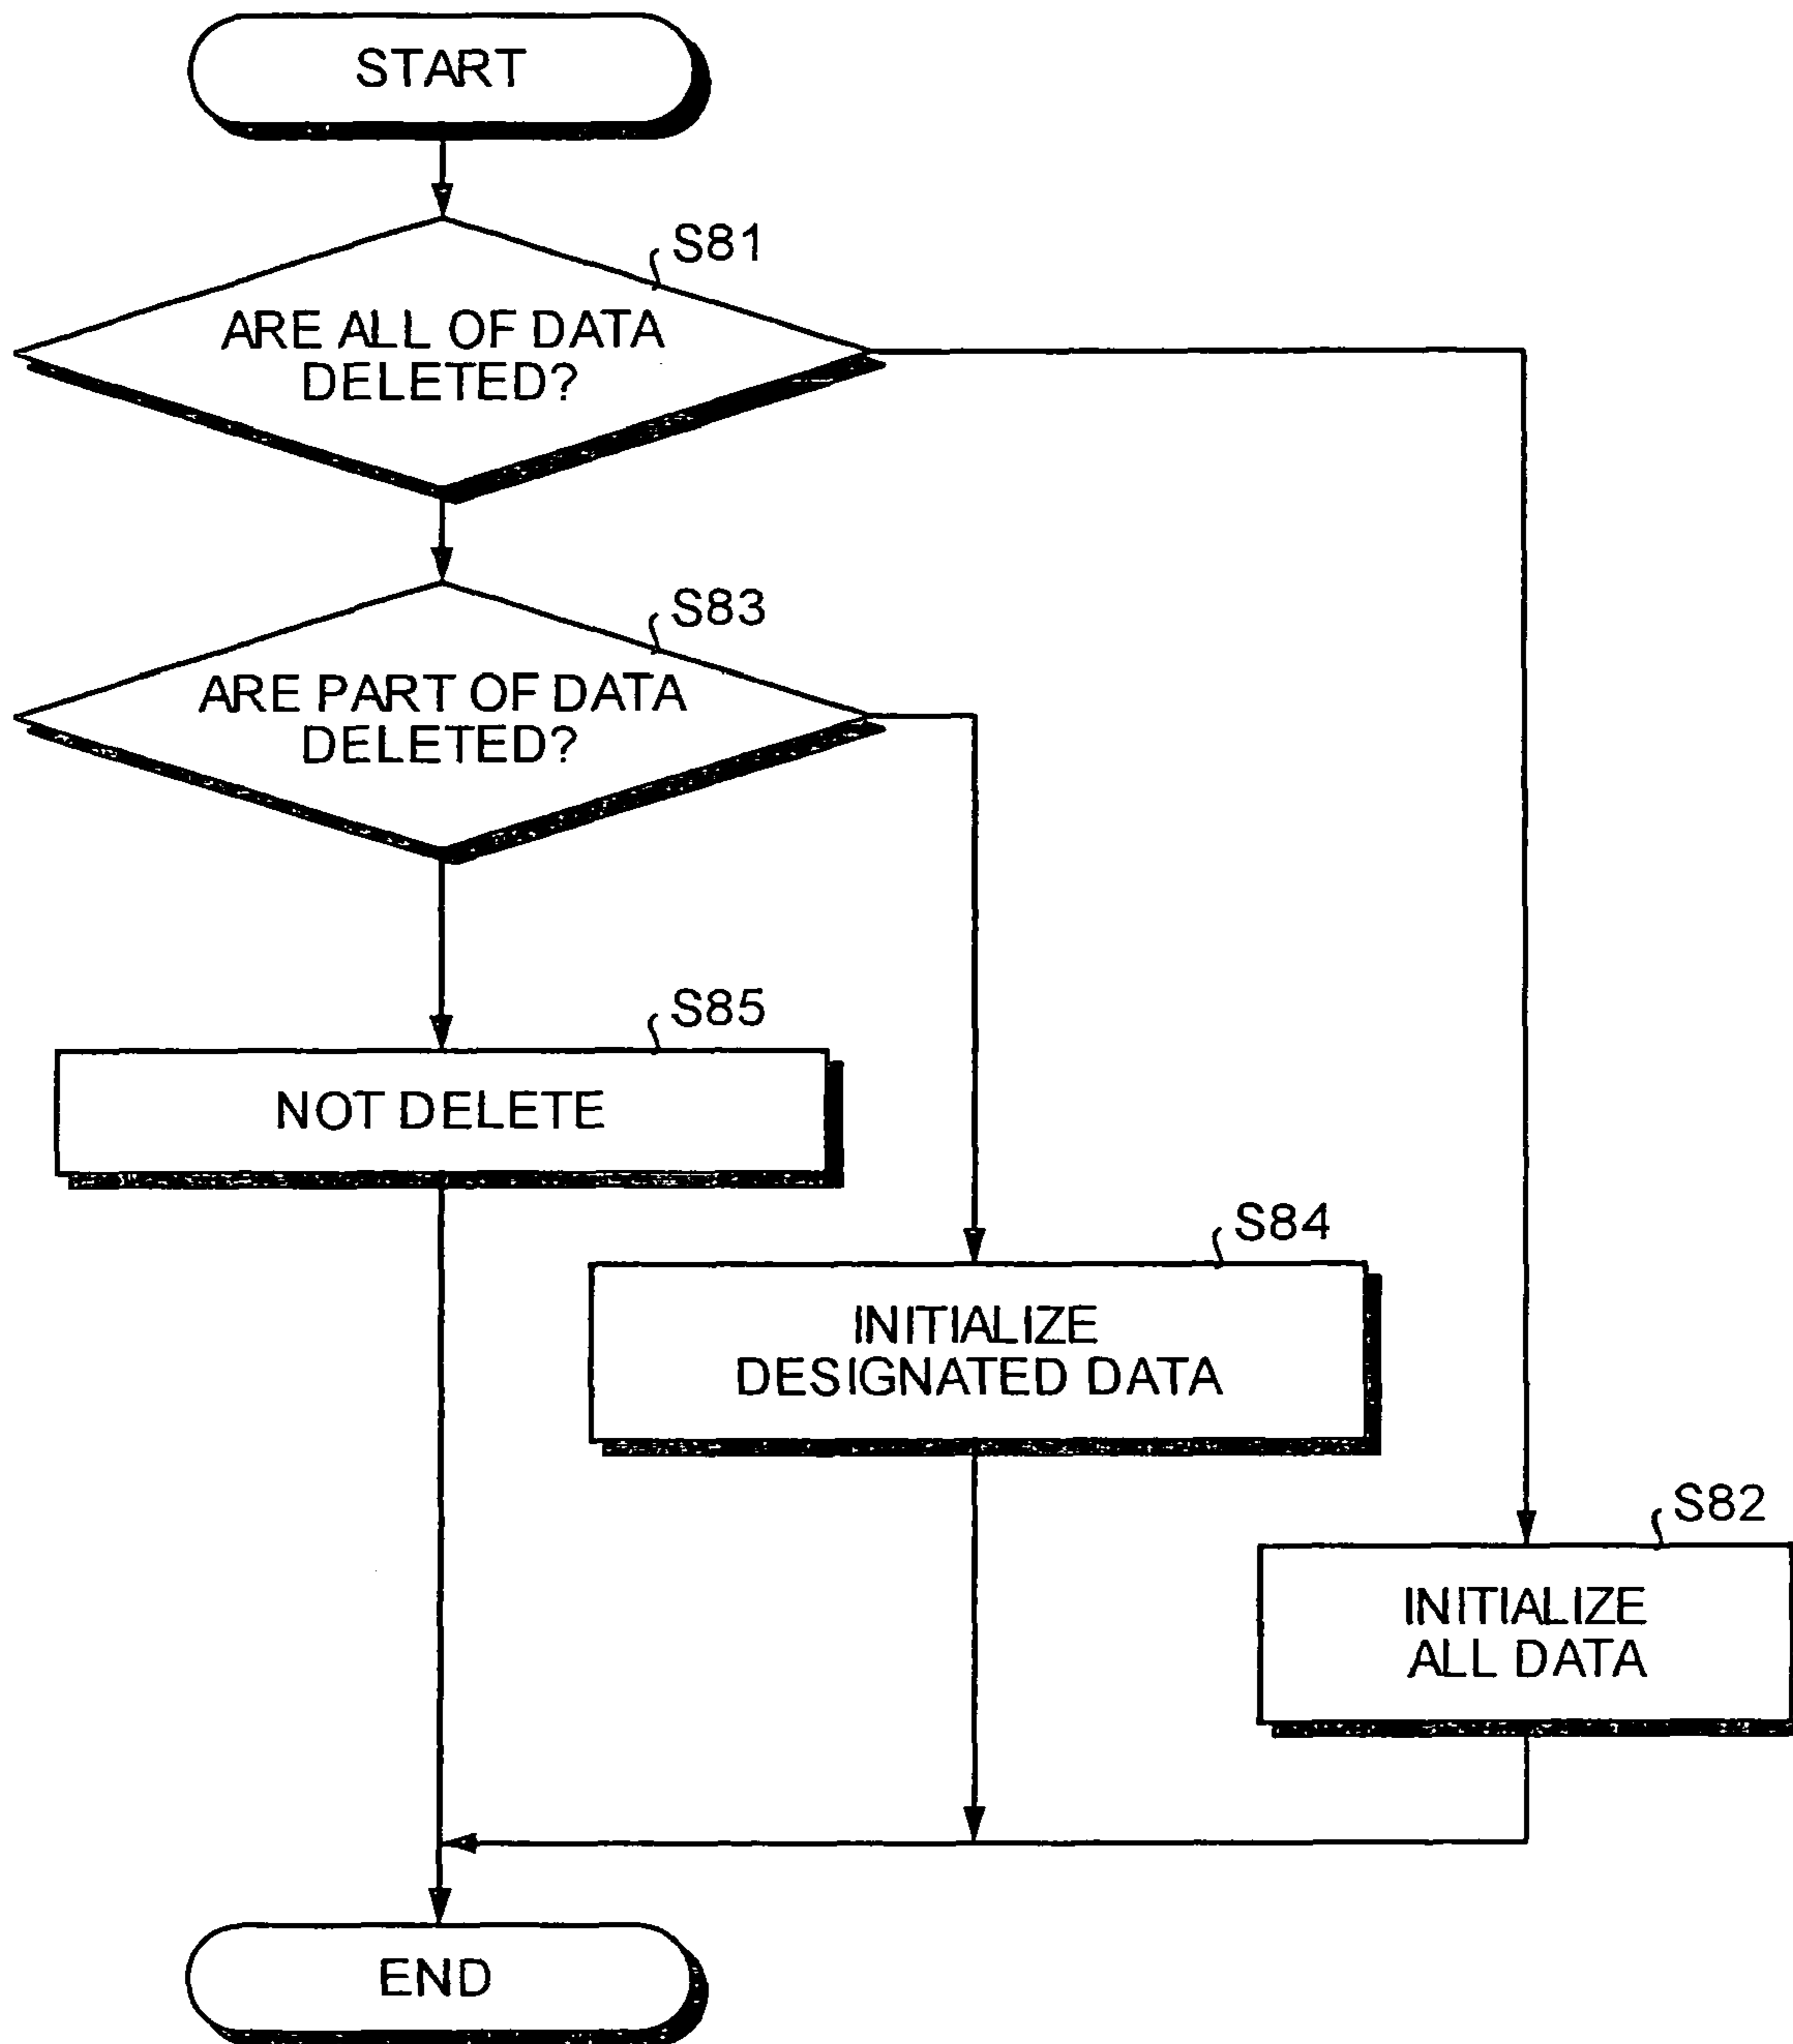 START
S81
ARE ALL OF DATA
DELETED?
S83
ARE PART OF DATA
DELETED?
S85
NOT DELETE
S84
INITIALIZE
DESIGNATED DATA
S82
INITIALIZE
ALL DATA
END